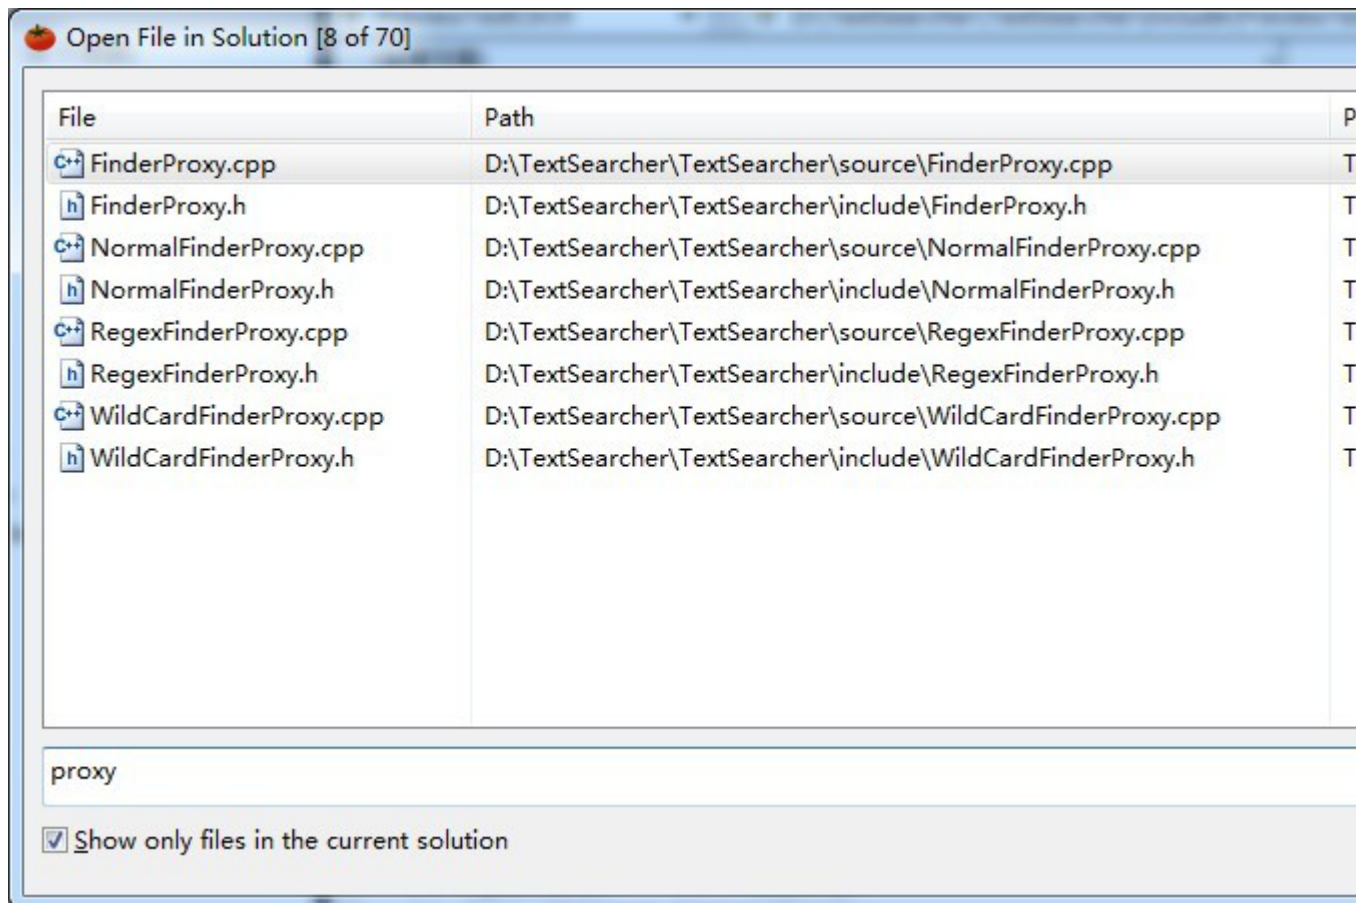 Open File in Solution [8 of 70]
File Path P
FinderProxy.cpp D:\TextSearcher\TextSearcher\source\FinderProxy.cpp T
FinderProxy.h D:\TextSearcher\TextSearcher\include\FinderProxy.h T
NormalFinderProxy.cpp D:\TextSearcher\TextSearcher\source\NormalFinderProxy.cpp T
NormalFinderProxy.h D:\TextSearcher\TextSearcher\include\NormalFinderProxy.h T
RegexFinderProxy.cpp D:\TextSearcher\TextSearcher\source\RegexFinderProxy.cpp T
RegexFinderProxy.h D:\TextSearcher\TextSearcher\include\RegexFinderProxy.h T
WildCardFinderProxy.cpp D:\TextSearcher\TextSearcher\source\WildCardFinderProxy.cpp T
WildCardFinderProxy.h D:\TextSearcher\TextSearcher\include\WildCardFinderProxy.h T
proxy
Show only files in the current solution